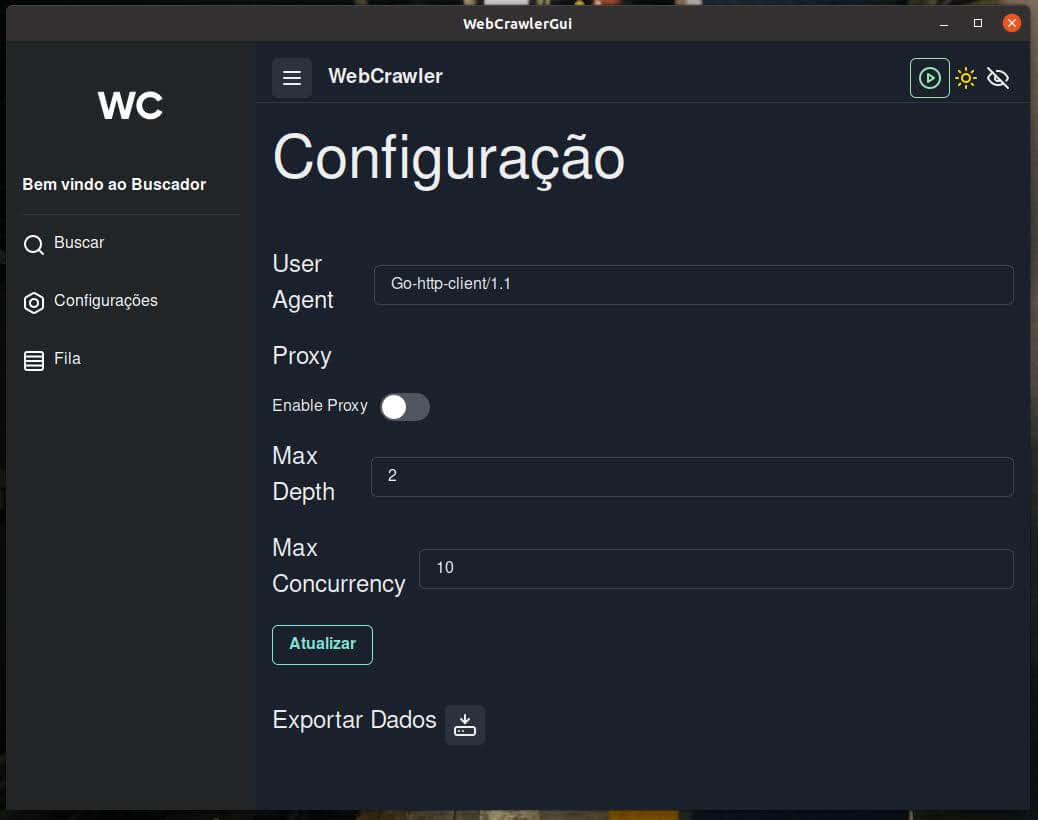 WebCrawlerGui
WC
Bem vindo ao Buscador
Buscar
Configurações
Fila
WebCrawler
Configuração
User
Agent
Go-http-client/1.1
Proxy
Enable Proxy
Max
Depth
2
Max
Concurrency
10
Atualizar
Exportar Dados